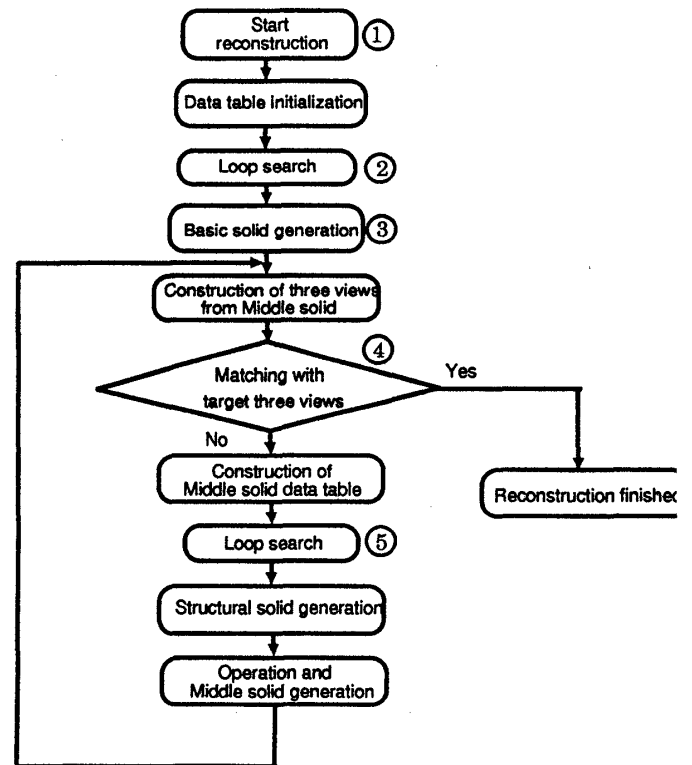 Start
reconstruction
①
Data table initialization
Loop search
②
Basic solid generation
③
Construction of three views
from Middle solid
④
Matching with
target three views
Yes
No
Construction of
Middle solid data table
Reconstruction finished
Loop search
⑤
Structural solid generation
Operation and
Middle solid generation